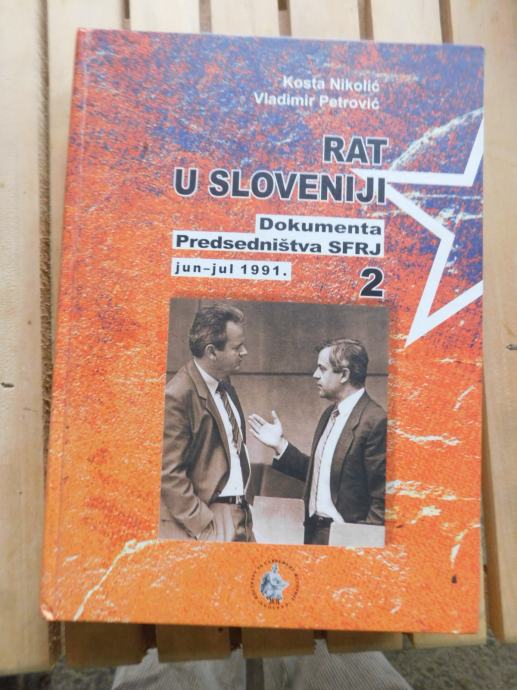 Kosta Nikolić
Vladimir Petrović
RAT
U SLOVENIJI
Dokumenta
Predsedništva SFRJ
jun–jul 1991.
2